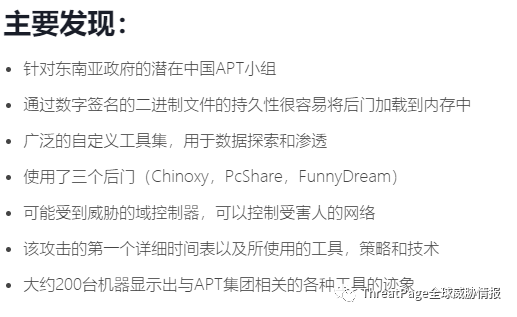 主要发现：
针对东南亚政府的潜在中国APT小组
通过数字签名的二进制文件的持久性很容易将后门加载到内存中
广泛的自定义工具集，用于数据探索和渗透
使用了三个后门（Chinoxy，PcShare，FunnyDream）
可能受到威胁的域控制器，可以控制受害人的网络
该攻击的第一个详细时间表以及所使用的工具，策略和技术
大约200台机器显示出与APT集团相关的各种工具的迹象
ThreatPage全球威胁情报